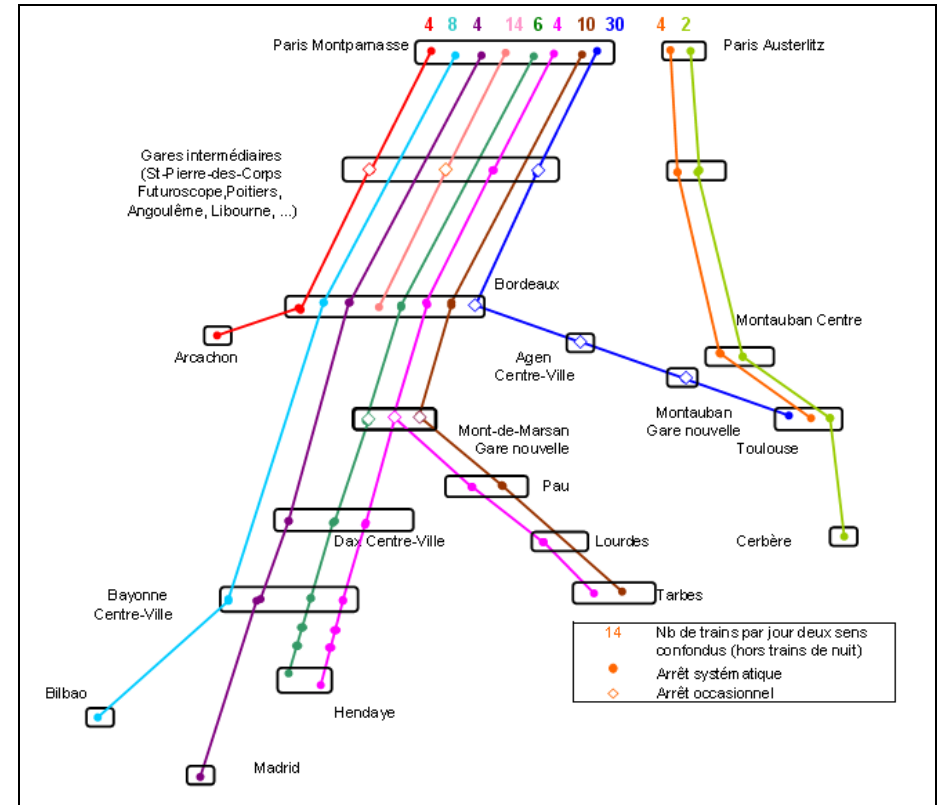 4 8 4 14 6 4 10 30 4 2
Paris Montparnasse
Paris Austerlitz
Gares intermédiaires
(St-Pierre-des-Corps
Futuroscope,Poitiers,
Angoulême, Libourne, ...)
Bordeaux
Montauban Centre
Arcachon
Agen
Centre-Ville
Mont-de-Marsan
Gare nouvelle
Montauban
Gare nouvelle
Toulouse
Pau
Dax Centre-Ville
Lourdes
Cerbère
Bayonne
Centre-Ville
Tarbes
14 Nb de trains par jour deux sens
confondus (hors trains de nuit)
Arrêt systématique
Arrêt occasionnel
Bilbao
Hendaye
Madrid